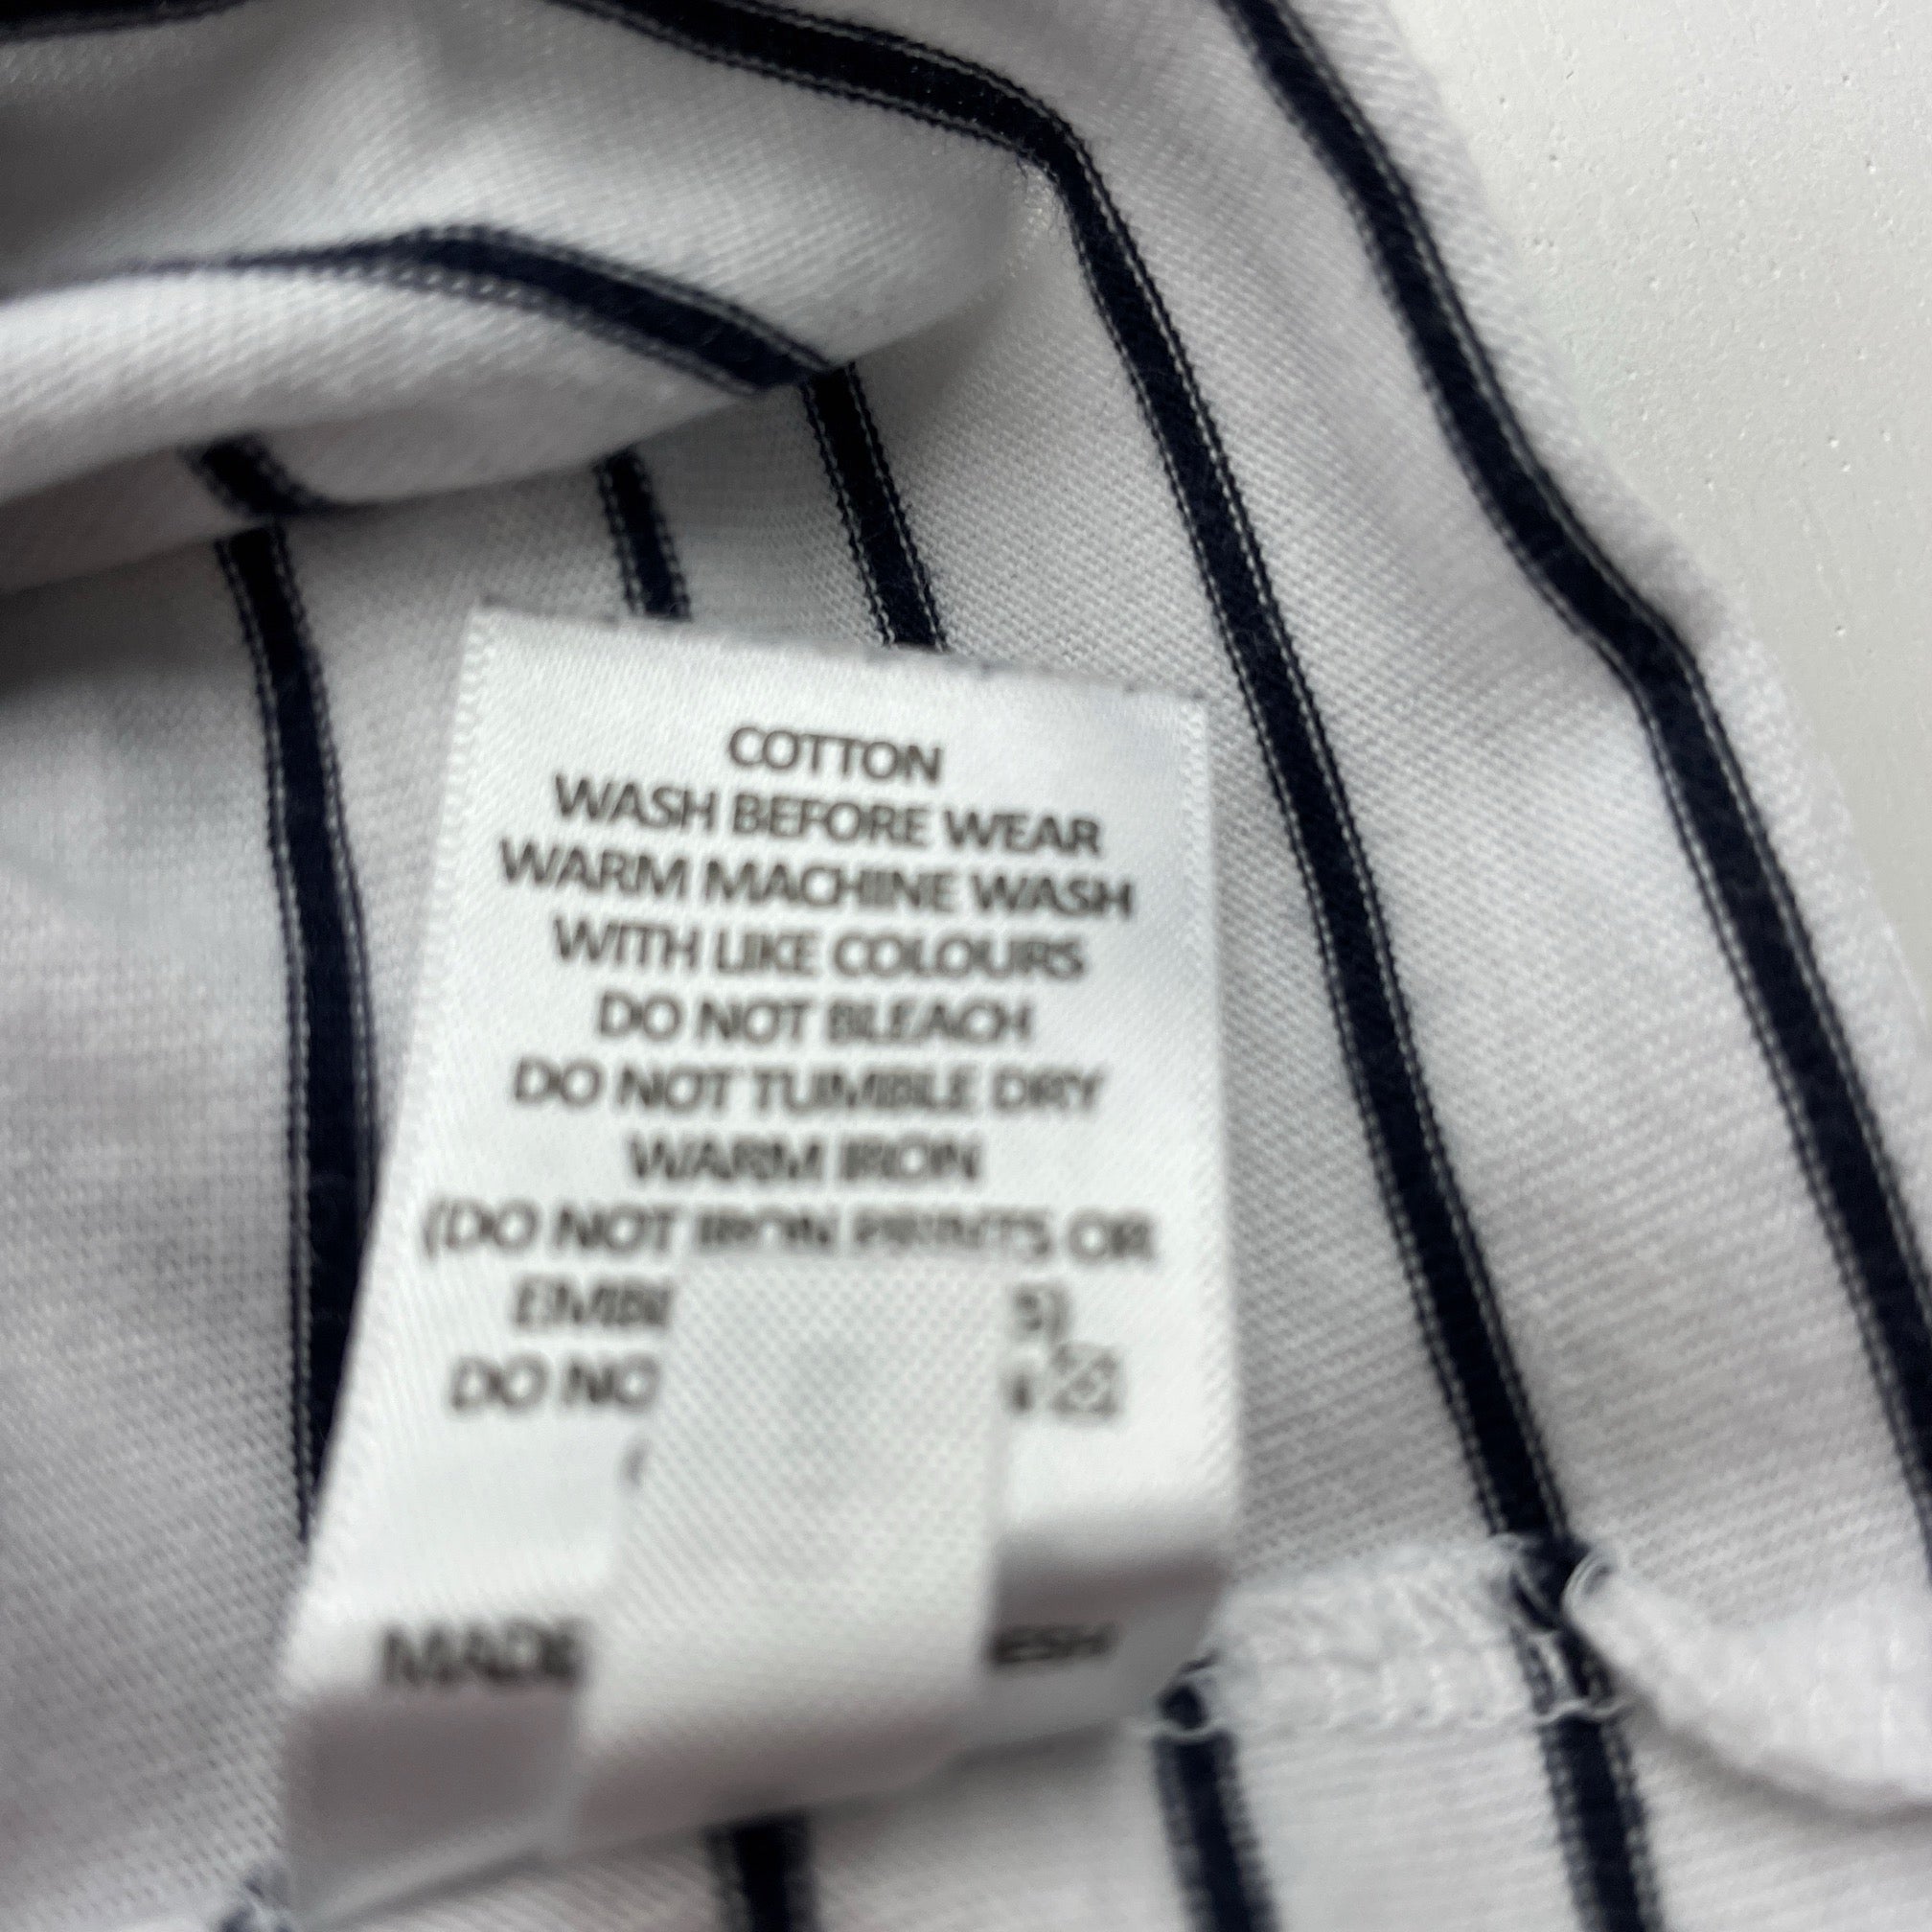 COTTON
WASH BEFORE WEAR
WARM MACHINE WASH
WITH LIKE COLOURS
DO NOT BLEACH
DO NOT TUMBLE DRY
WARM IRON
(DO NOT IRON PRINTS OR
DO
MADE